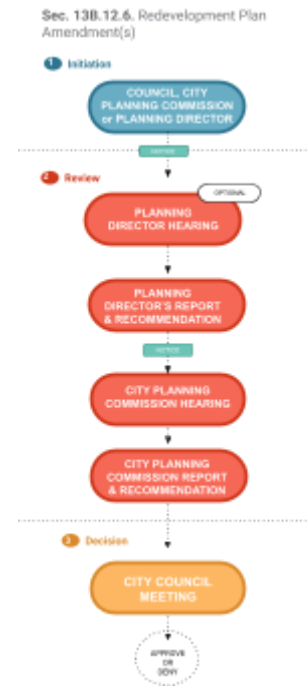 Sec. 13B.12.6. Redevelopment Plan
Amendment(s)
1 Initiation
COUNCIL, CITY
PLANNING COMMISSION
or PLANNING DIRECTOR
NOTICE
2 Review
OPTIONAL
PLANNING
DIRECTOR HEARING
PLANNING
DIRECTOR'S REPORT
& RECOMMENDATION
NOTICE
CITY PLANNING
COMMISSION HEARING
CITY PLANNING
COMMISSION REPORT
& RECOMMENDATION
3 Decision
CITY COUNCIL
MEETING
APPROVE
OR
DENY